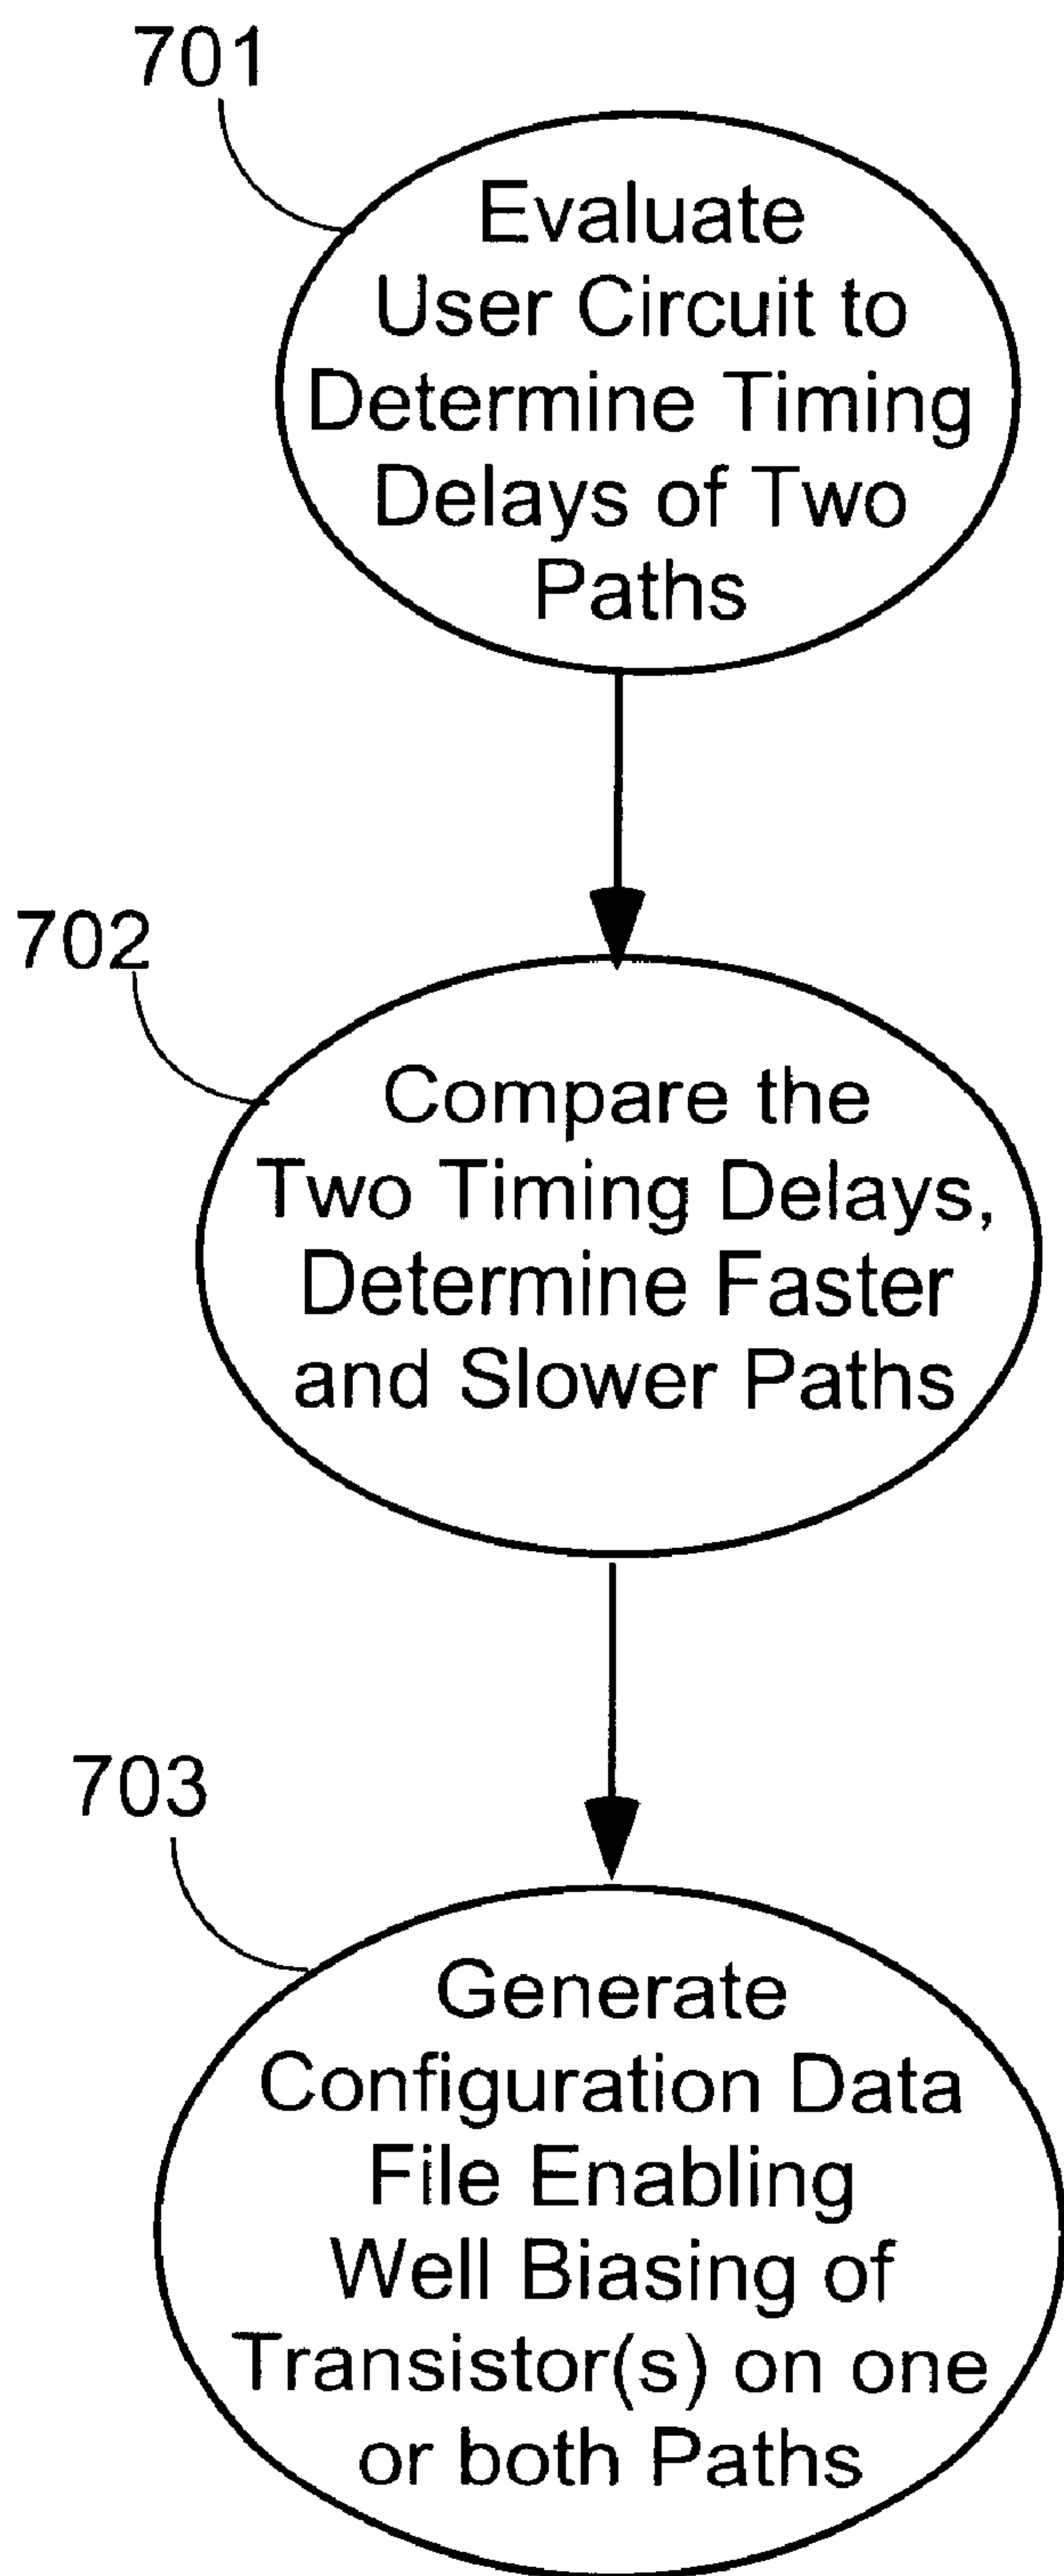 701
Evaluate
User Circuit to
Determine Timing
Delays of Two
Paths
702
Compare the
Two Timing Delays,
Determine Faster
and Slower Paths
703
Generate
Configuration Data
File Enabling
Well Biasing of
Transistor(s) on one
or both Paths